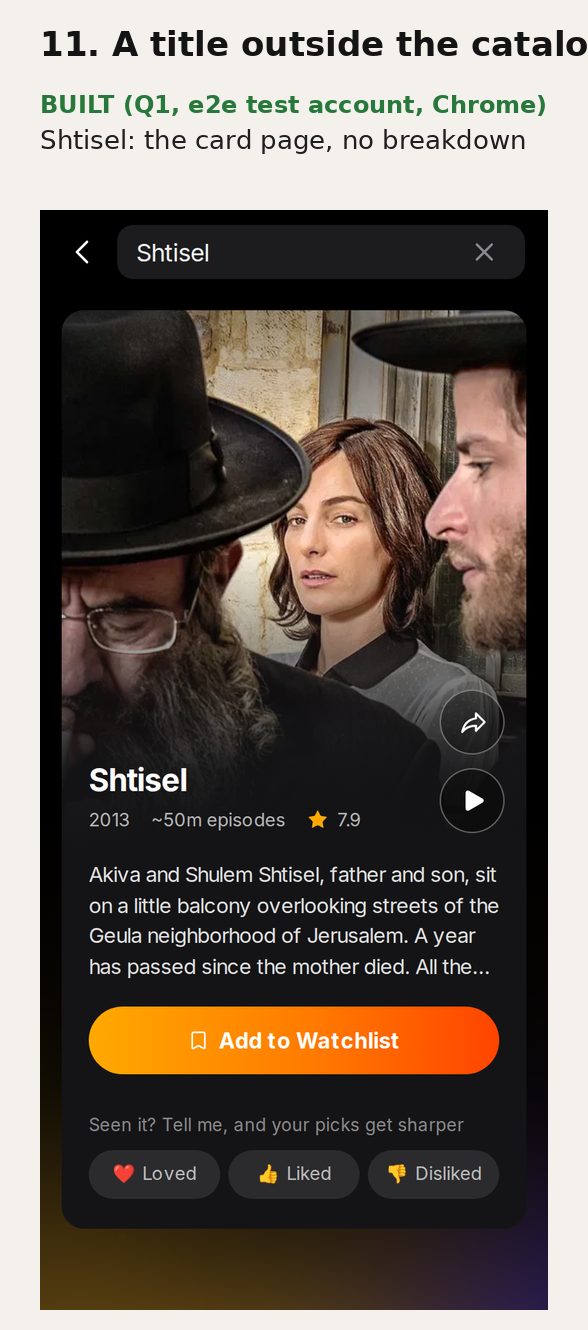 11. A title outside the catalo
BUILT (Q1, e2e test account, Chrome)
Shtisel: the card page, no breakdown
Shtisel
Shtisel
2013 ~50m episodes ⭐ 7.9
Akiva and Shulem Shtisel, father and son, sit
on a little balcony overlooking streets of the
Geula neighborhood of Jerusalem. A year
has passed since the mother died. All the...
Add to Watchlist
Seen it? Tell me, and your picks get sharper
❤️ Loved 👍 Liked 👎 Disliked